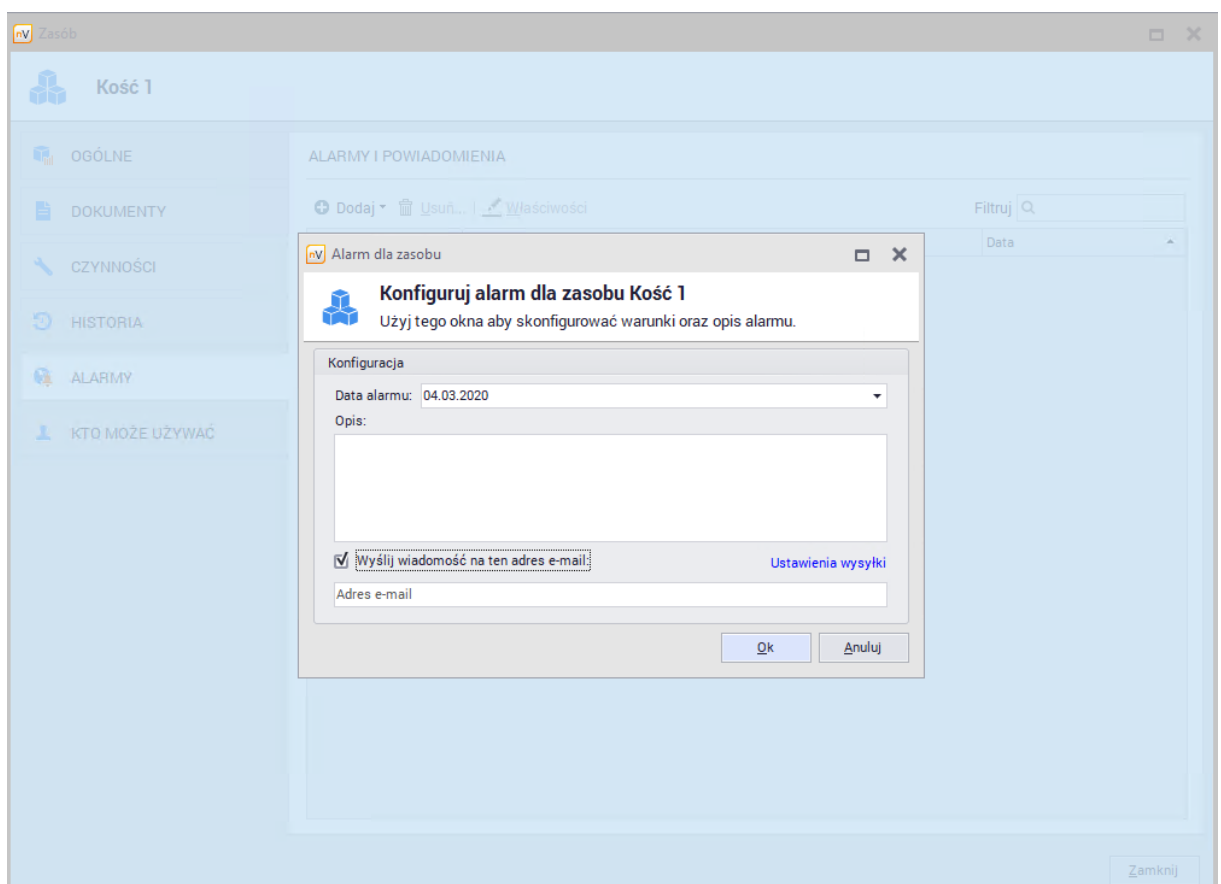 nV Zasób
Kość 1
OGÓLNE
DOKUMENTY
CZYNNOŚCI
HISTORIA
ALARMY
KTO MOŻE UŻYWAĆ
ALARMY I POWIADOMIENIA
Dodaj Usuń... Właściwości Filtruj
Data
nV Alarm dla zasobu
Konfiguruj alarm dla zasobu Kość 1
Użyj tego okna aby skonfigurować warunki oraz opis alarmu.
Konfiguracja
Data alarmu: 04.03.2020
Opis:
Wyślij wiadomość na ten adres e-mail: Ustawienia wysyłki
Adres e-mail
Ok Anuluj
Zamknij